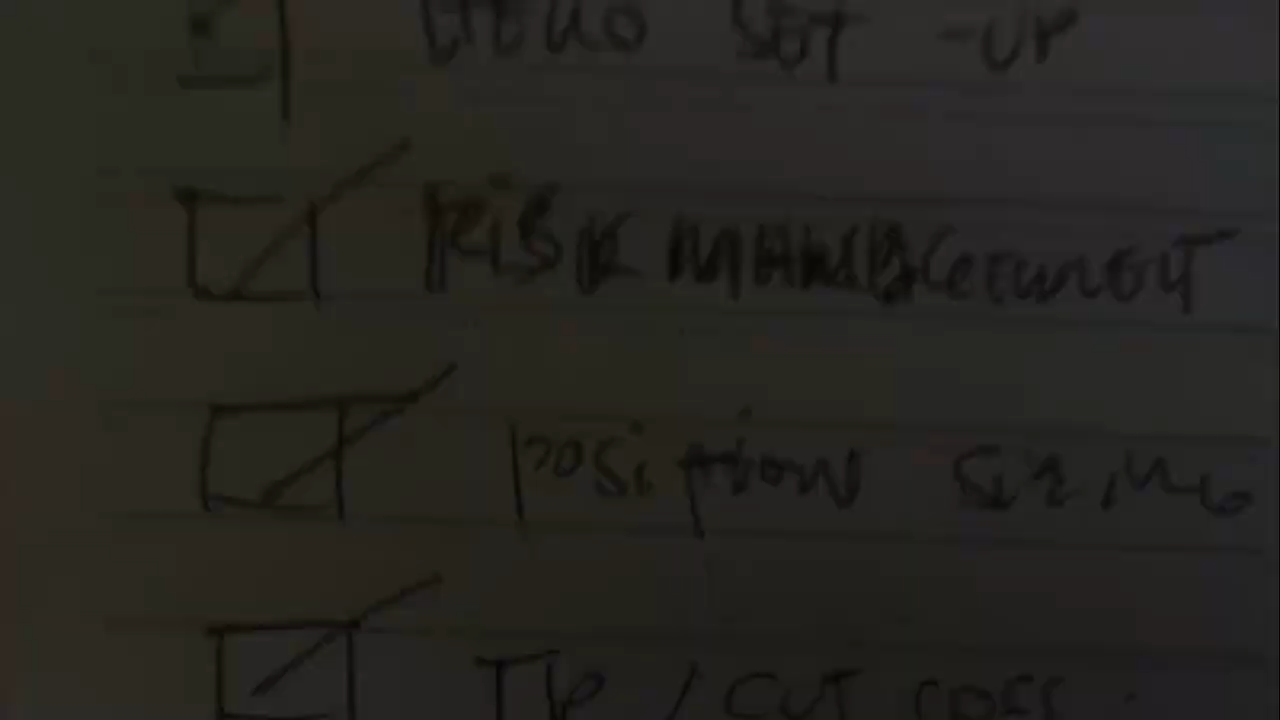 SET-UP
RISK MANAGEMENT
POSITION SIZING
TP / CUT LOSS